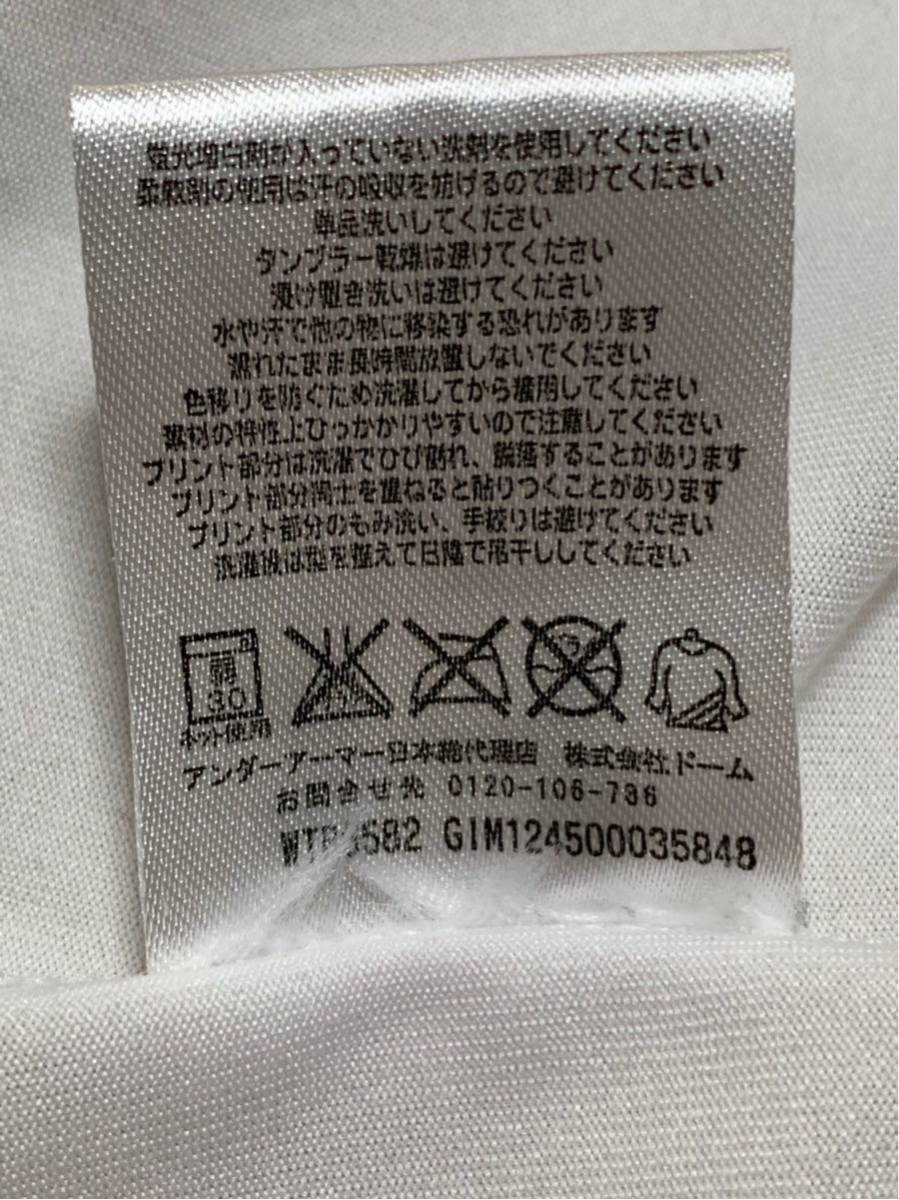 蛍光増白剤が入っていない洗剤を使用してください
柔軟剤の使用は汗の吸収を妨げるので避けてください
単品洗いしてください
タンブラー乾燥は避けてください
浸け置き洗いは避けてください
水や汗で他の物に移染する恐れがあります
濡れたまま長時間放置しないでください
色移りを防ぐため洗濯してから着用してください
素材の特性上ひっかかりやすいので注意してください
プリント部分は洗濯でひび割れ、脱落することがあります
プリント部分同士を重ねると貼りつくことがあります
プリント部分のもみ洗い、手絞りは避けてください
洗濯後は型を整えて日陰で吊干ししてください
弱
30
ネット使用
アンダーアーマー日本総代理店 株式会社ドーム
お問合せ先 0120-106-786
GIM124500035848